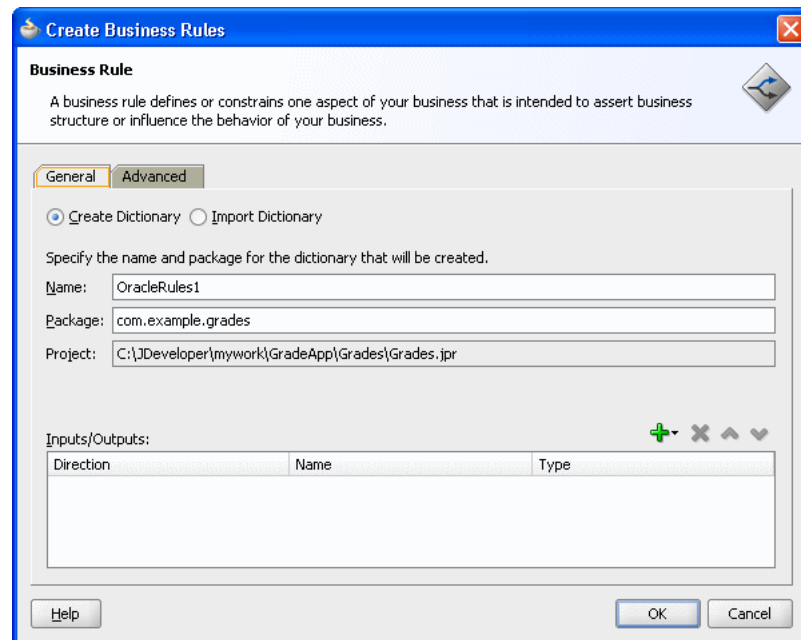 Create Business Rules
Business Rule
A business rule defines or constrains one aspect of your business that is intended to assert business
structure or influence the behavior of your business.
General Advanced
Create Dictionary Import Dictionary
Specify the name and package for the dictionary that will be created.
Name: OracleRules1
Package: com.example.grades
Project: C:\JDeveloper\mywork\GradeApp\Grades\Grades.jpr
Inputs/Outputs:
Direction Name Type
Help OK Cancel